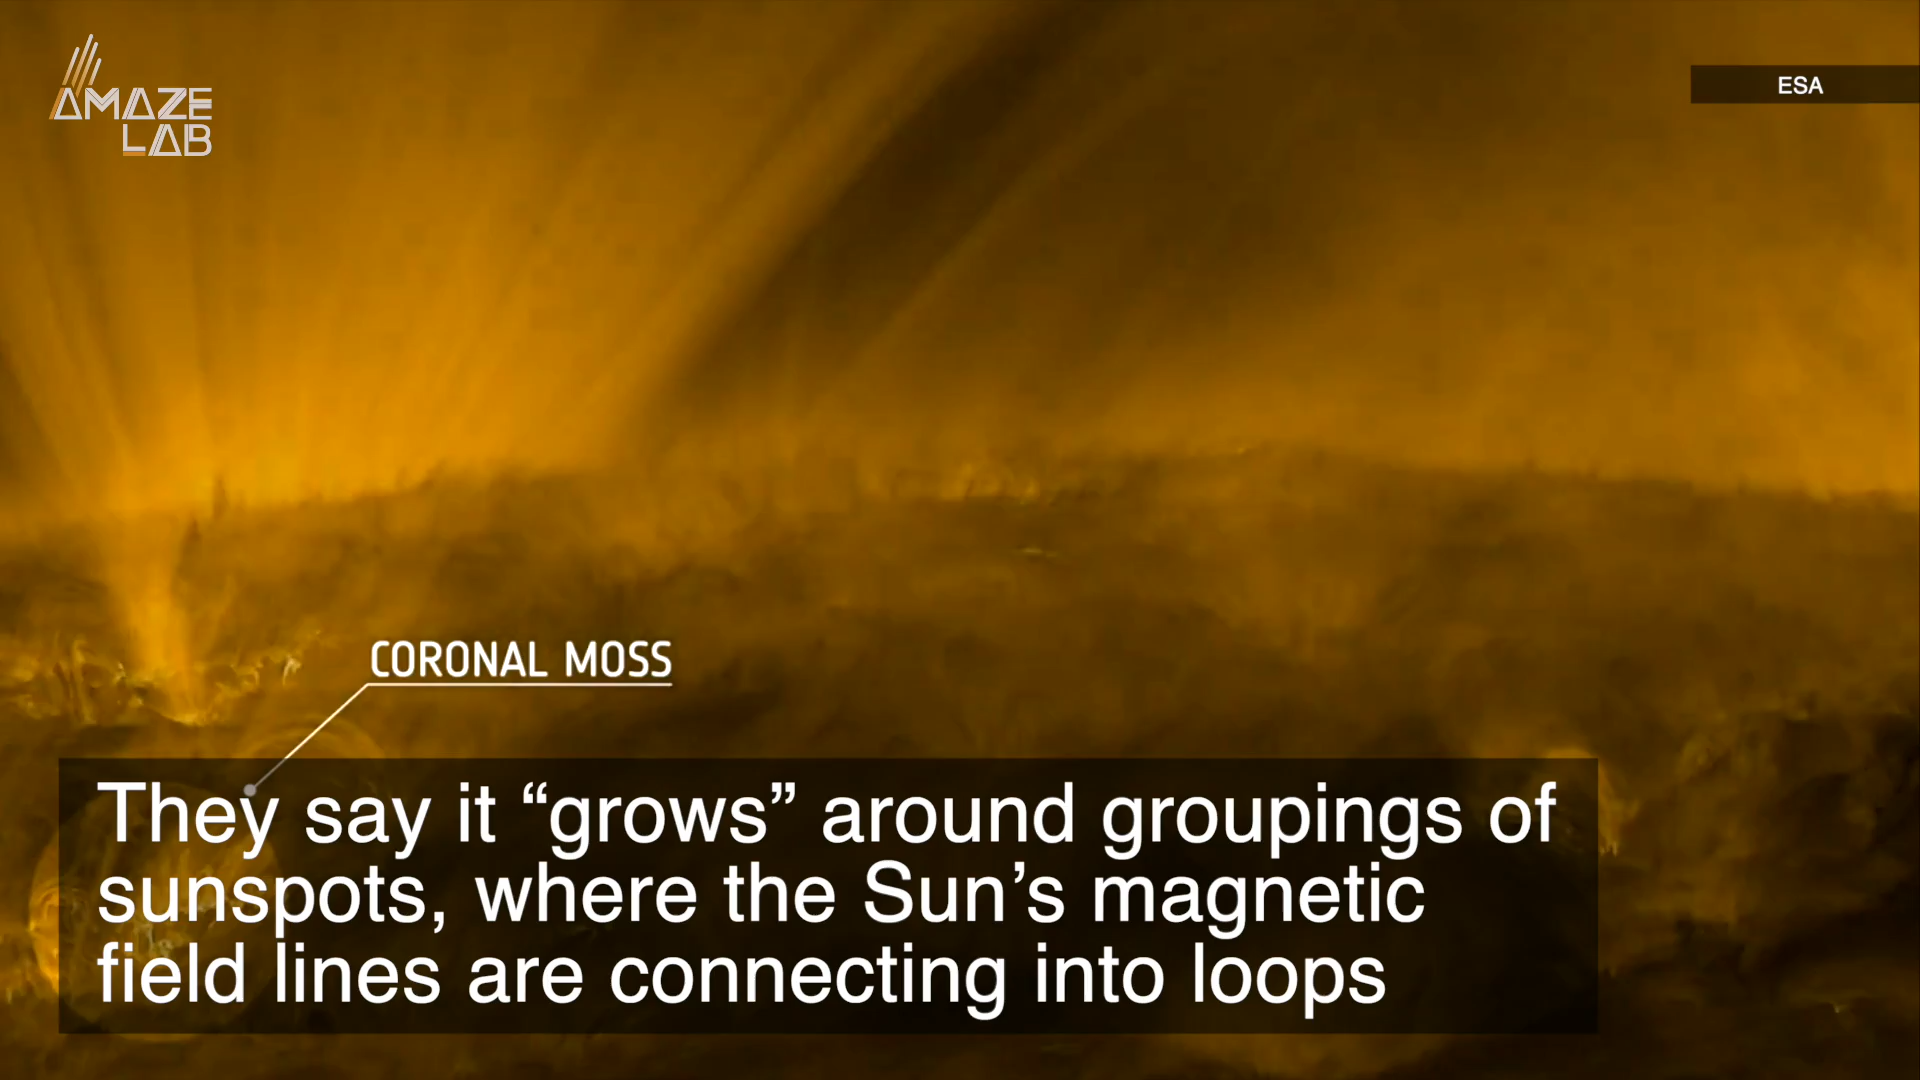 AMAZE
LAB
ESA
CORONAL MOSS
They say it “grows” around groupings of
sunspots, where the Sun’s magnetic
field lines are connecting into loops